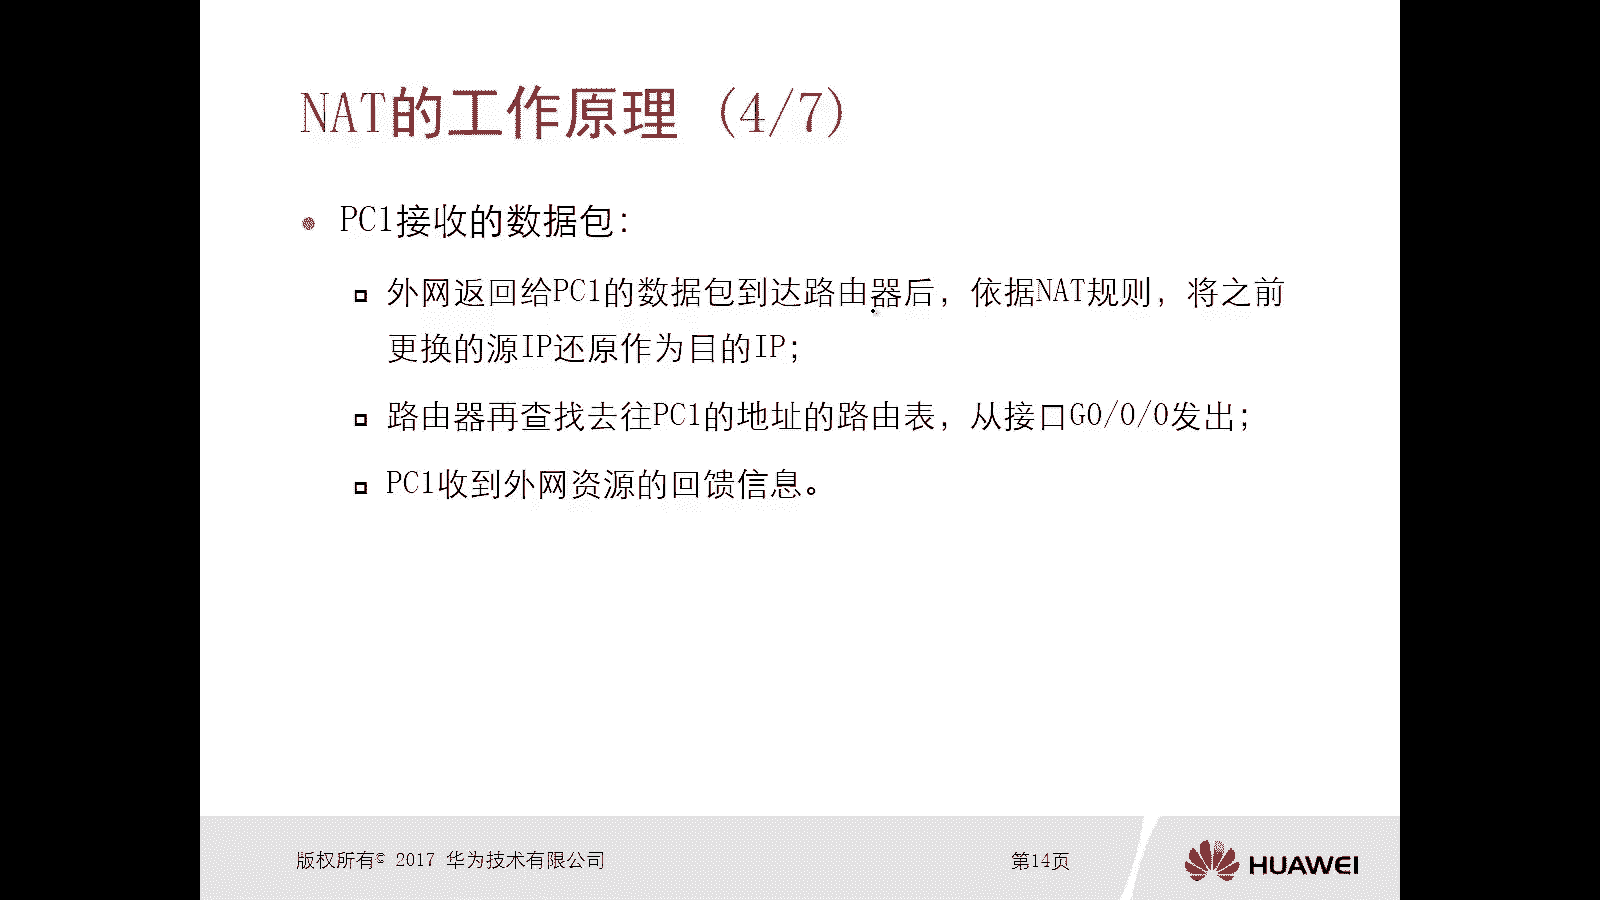 NAT的工作原理 (4/7)
PC1接收的数据包：
外网返回给PC1的数据包到达路由器后，依据NAT规则，将之前
更换的源IP还原作为目的IP；
路由器再查找去往PC1的地址的路由表，从接口G0/0/0发出；
PC1收到外网资源的回馈信息。
版权所有© 2017 华为技术有限公司
第14页
HUAWEI